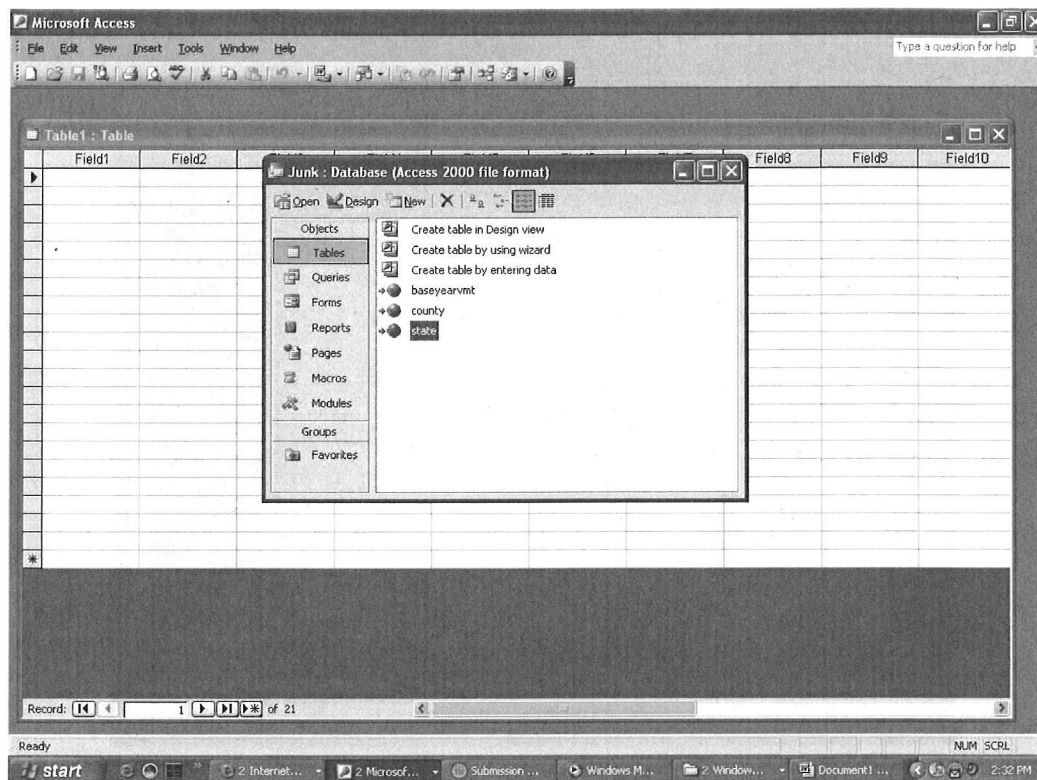 Microsoft Access
File Edit View Insert Tools Window Help
Type a question for help
Table1 : Table
Field1 Field2 Field8 Field9 Field10
Junk : Database (Access 2000 file format)
Open Design New
Objects
Tables
Queries
Forms
Reports
Pages
Macros
Modules
Groups
Favorites
Create table in Design view
Create table by using wizard
Create table by entering data
baseyearvmt
county
state
Record: 1 of 21
Ready
NUM SCRL
start 2 Internet... 2 Microsof... Submission ... Windows M... 2 Window... Document1 ... 2:32 PM